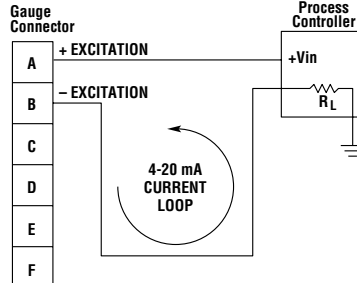 Gauge
Connector
Process
Controller
A
+ EXCITATION
+Vin
B
– EXCITATION
RL
C
4-20 mA
CURRENT
LOOP
D
E
F